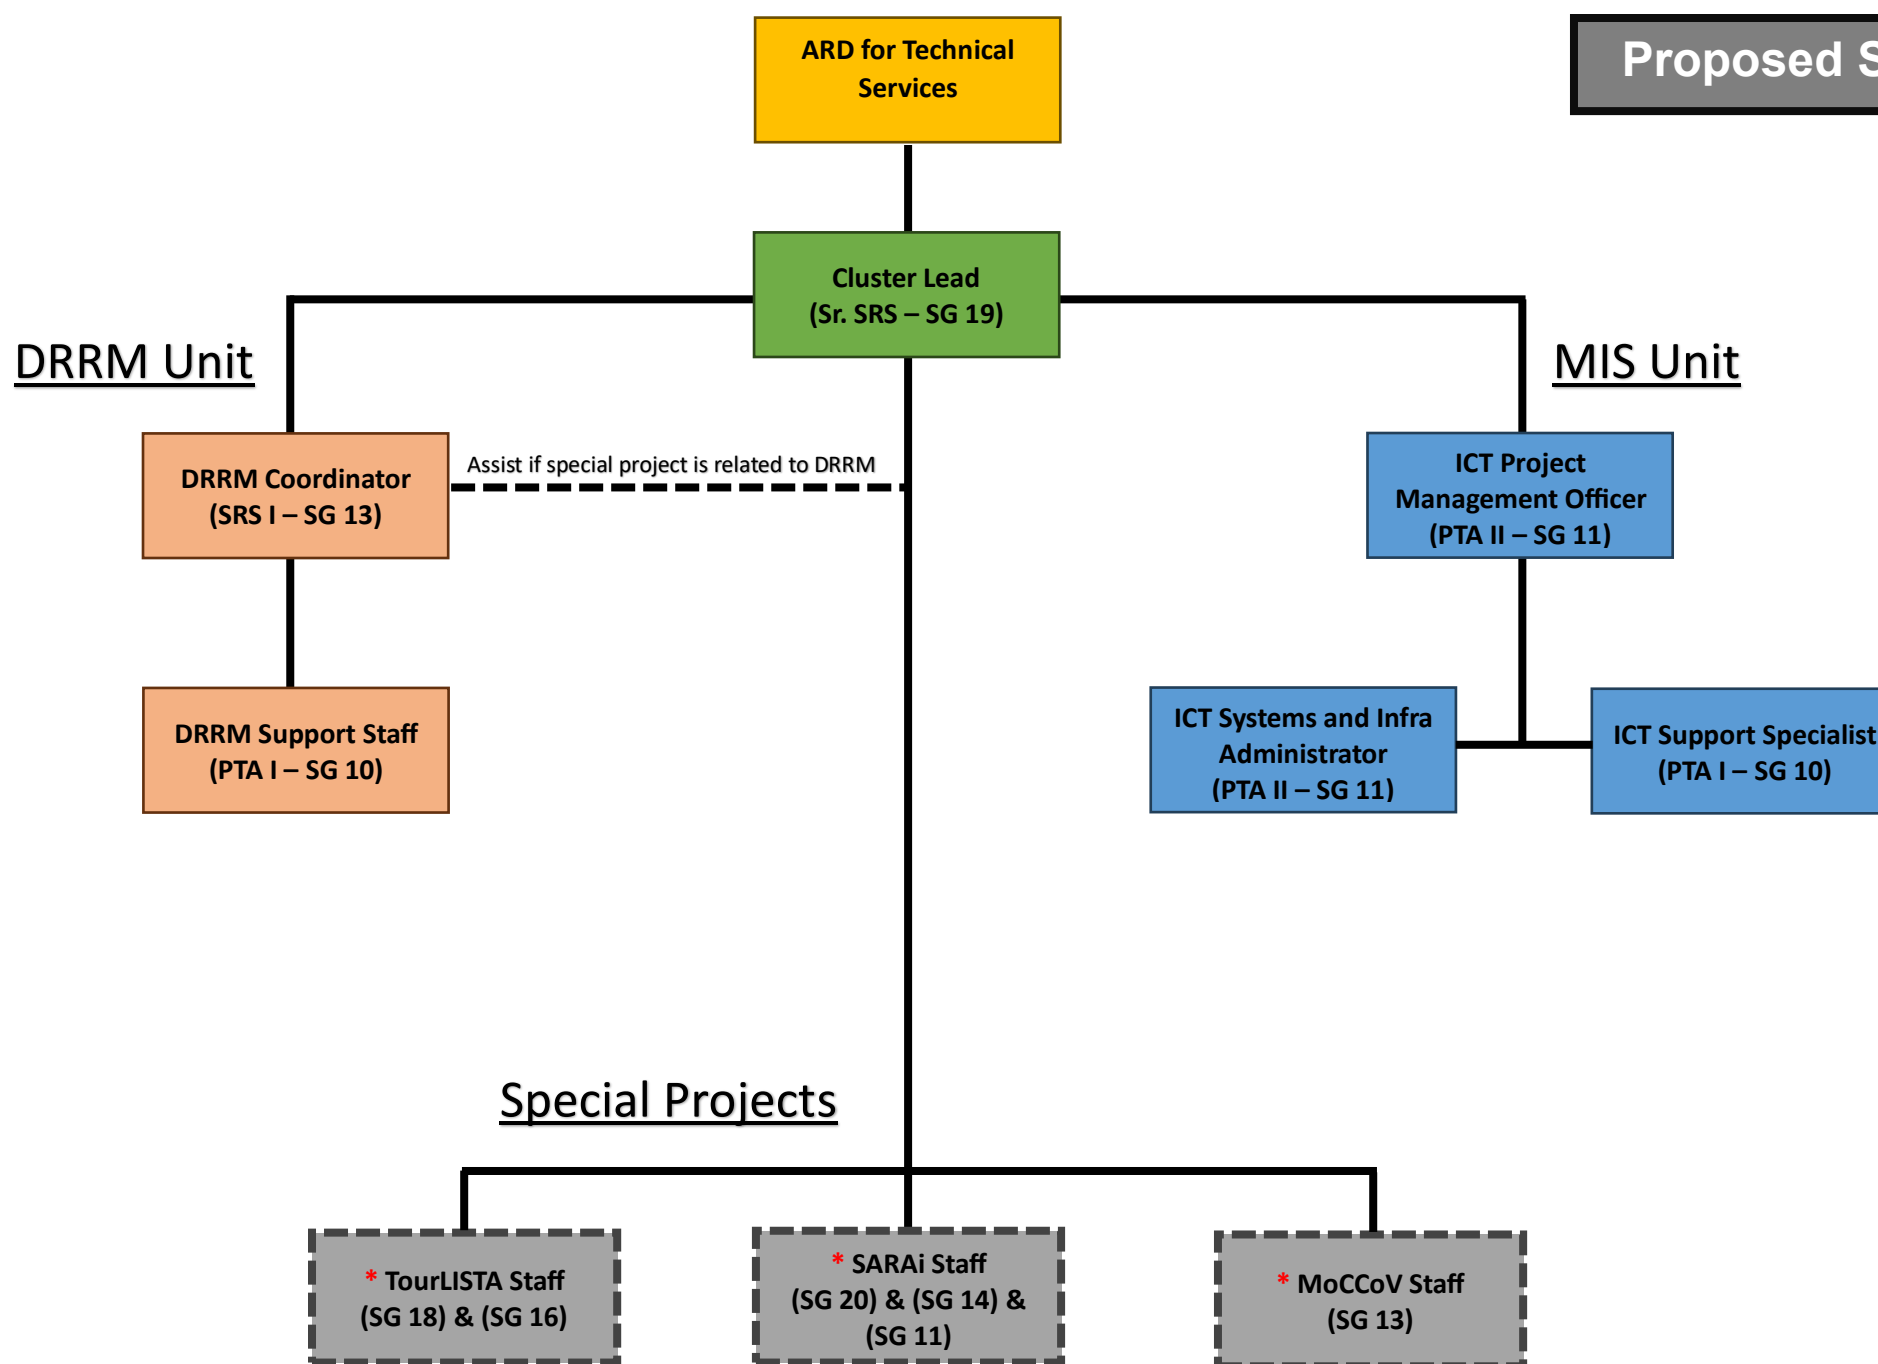 ARD for Technical
Services
Proposed S
Cluster Lead
(Sr. SRS – SG 19)
DRRM Unit
MIS Unit
DRRM Coordinator
(SRS I – SG 13)
Assist if special project is related to DRRM
ICT Project
Management Officer
(PTA II – SG 11)
DRRM Support Staff
(PTA I – SG 10)
ICT Systems and Infra
Administrator
(PTA II – SG 11)
ICT Support Specialist
(PTA I – SG 10)
Special Projects
* TourLISTA Staff
(SG 18) & (SG 16)
* SARAi Staff
(SG 20) & (SG 14) &
(SG 11)
* MoCCoV Staff
(SG 13)